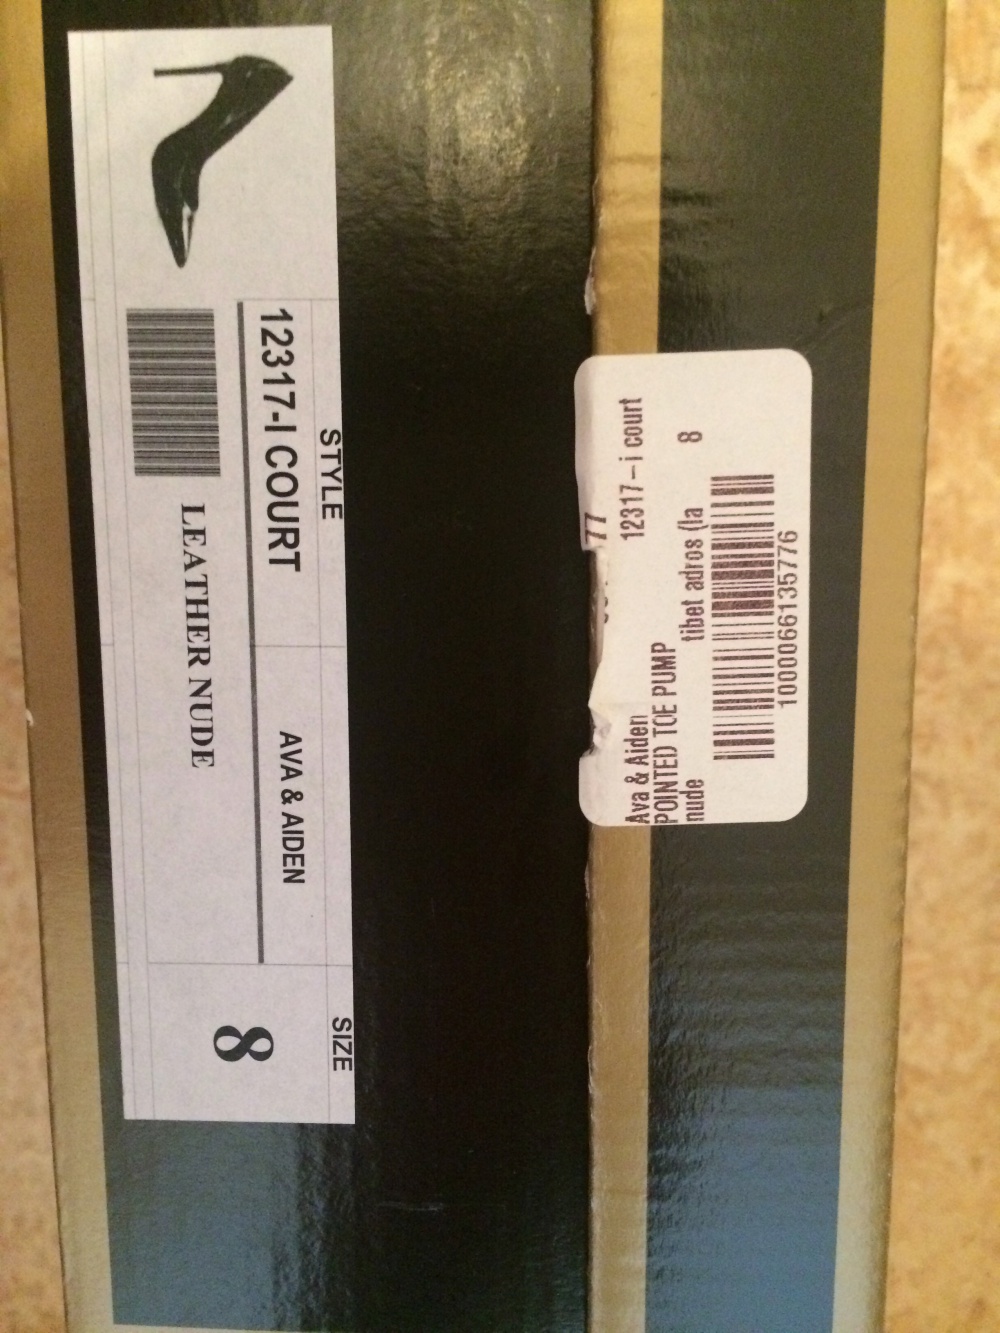 STYLE
SIZE
12317-I COURT
AVA & AIDEN
8
LEATHER NUDE
77
Ava & Aiden
12317-i court
POINTED TOE PUMP
nude
tibet adros (la
8
1000066135776